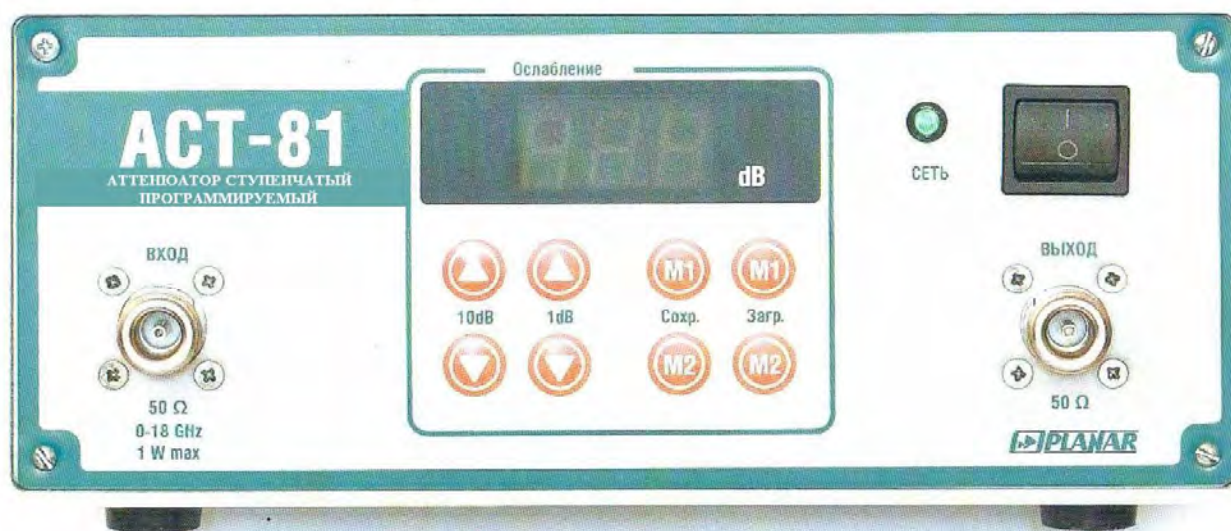 Ослабление
АСТ-81
АТТЕНЮАТОР СТУПЕНЧАТЫЙ
ПРОГРАММИРУЕМЫЙ
dB
СЕТЬ
I
O
ВХОД
50 Ω
0-18 GHz
1 W max
10dB
1dB
M1
M1
Сохр.
Загр.
M2
M2
ВЫХОД
50 Ω
PLANAR